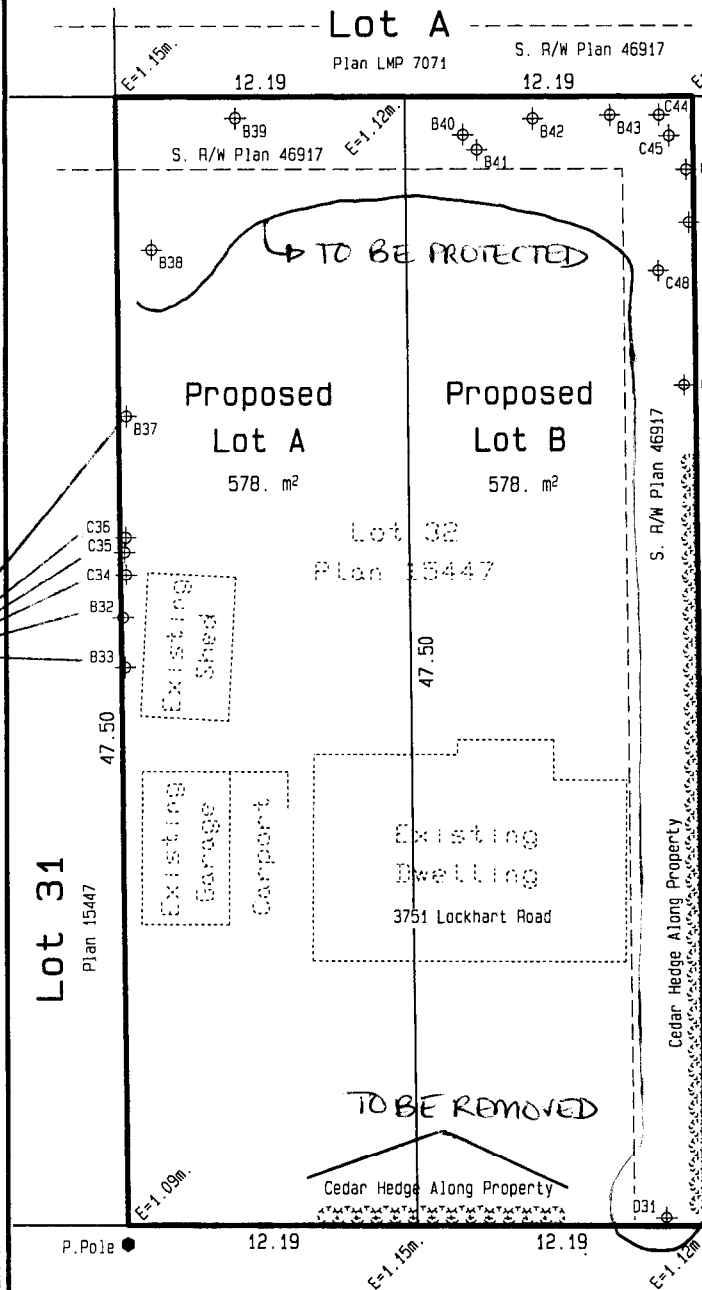 Lot A
Plan LMP 7071
S. R/W Plan 46917
E=1.15m.
12.19
12.19
B39
E=1.12m.
B40
B41
B42
B43
C44
C45
S. R/W Plan 46917
B38
TO BE PROTECTED
C48
Proposed
Lot A
578. m²
Proposed
Lot B
578. m²
B37
S. R/W Plan 46917
C36
C35
C34
B32
B33
Lot 32
Plan 15447
Existing
Shed
47.50
47.50
Existing
Garage
Carport
Existing
Dwelling
3751 Lockhart Road
Lot 31
Plan 15447
Cedar Hedge Along Property
TO BE REMOVED
Cedar Hedge Along Property
E=1.09m.
D31
P.Pole
12.19
E=1.15m.
12.19
E=1.12m